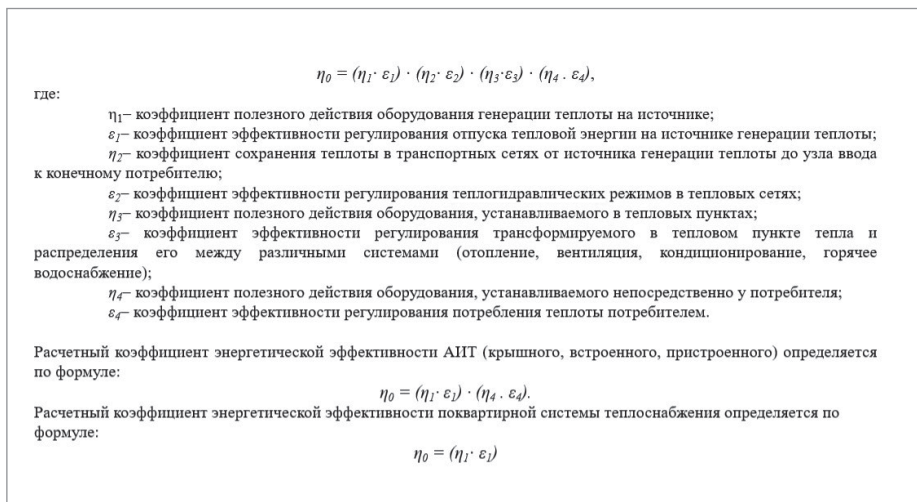 η0 = (η1· ε1) · (η2· ε2) · (η3·ε3) · (η4 . ε4),
где:
η1– коэффициент полезного действия оборудования генерации теплоты на источнике;
ε1– коэффициент эффективности регулирования отпуска тепловой энергии на источнике генерации теплоты;
η2– коэффициент сохранения теплоты в транспортных сетях от источника генерации теплоты до узла ввода
к конечному потребителю;
ε2– коэффициент эффективности регулирования теплогидравлических режимов в тепловых сетях;
η3– коэффициент полезного действия оборудования, устанавливаемого в тепловых пунктах;
ε3– коэффициент эффективности регулирования трансформируемого в тепловом пункте тепла и
распределения его между различными системами (отопление, вентиляция, кондиционирование, горячее
водоснабжение);
η4– коэффициент полезного действия оборудования, устанавливаемого непосредственно у потребителя;
ε4– коэффициент эффективности регулирования потребления теплоты потребителем.
Расчетный коэффициент энергетической эффективности АИТ (крышного, встроенного, пристроенного) определяется
по формуле:
η0 = (η1· ε1) · (η4 . ε4).
Расчетный коэффициент энергетической эффективности поквартирной системы теплоснабжения определяется по
формуле:
η0 = (η1· ε1)